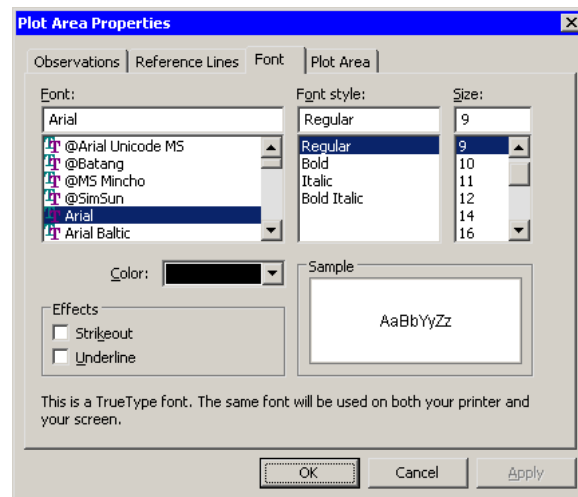 Plot Area Properties
Observations Reference Lines Font Plot Area
Font: Font style: Size:
Arial Regular 9
@Arial Unicode MS Regular 9
@Batang Bold 10
@MS Mincho Italic 11
@SimSun Bold Italic 12
Arial 14
Arial Baltic 16
Color: Sample
Effects
AaBbYyZz
Strikeout
Underline
This is a TrueType font. The same font will be used on both your printer and
your screen.
OK Cancel Apply